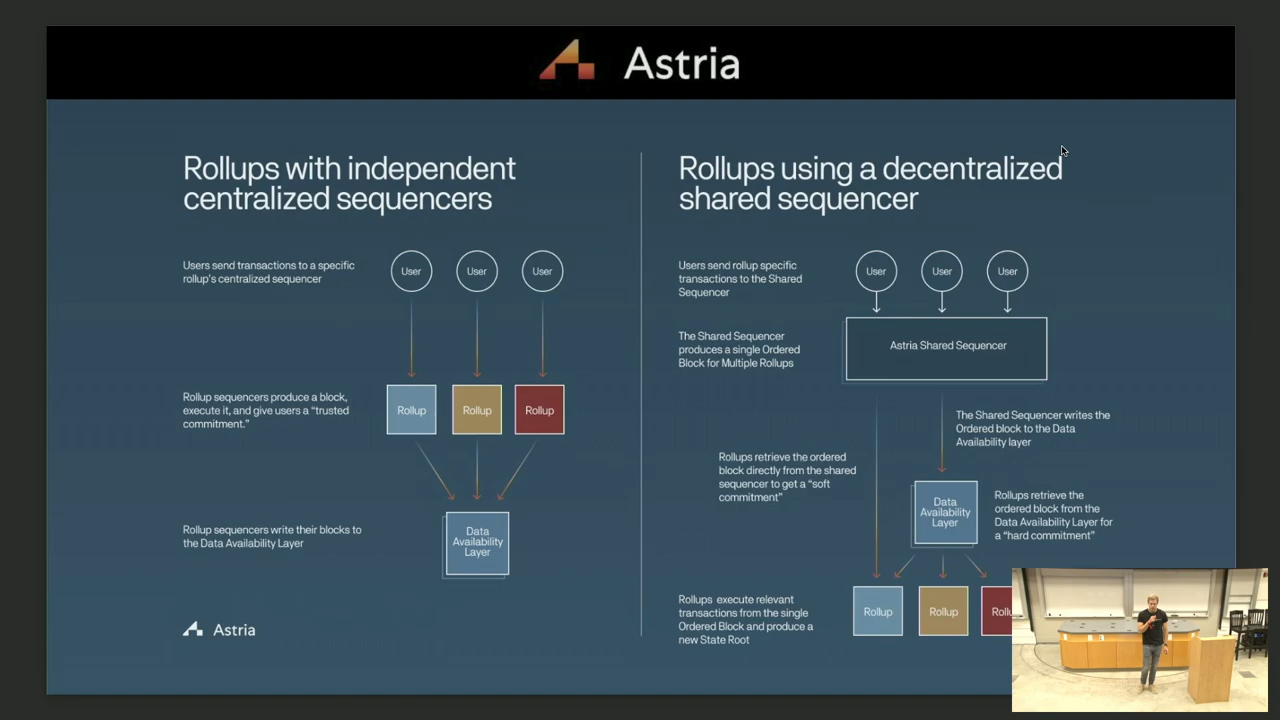 Astria
Rollups with independent
centralized sequencers
Users send transactions to a specific
rollup's centralized sequencer
User
User
User
Rollup sequencers produce a block,
execute it, and give users a “trusted
commitment.”
Rollup
Rollup
Rollup
Rollup sequencers write their blocks to
the Data Availability Layer
Data
Availability
Layer
Astria
Rollups using a decentralized
shared sequencer
Users send rollup specific
transactions to the Shared
Sequencer
User
User
User
The Shared Sequencer
produces a single Ordered
Block for Multiple Rollups
Astria Shared Sequencer
The Shared Sequencer writes the
Ordered block to the Data
Availability layer
Rollups retrieve the ordered
block directly from the shared
sequencer to get a “soft
commitment”
Data
Availability
Layer
Rollups retrieve the
ordered block from the
Data Availability Layer for
a “hard commitment”
Rollups execute relevant
transactions from the single
Ordered Block and produce a
new State Root
Rollup
Rollup